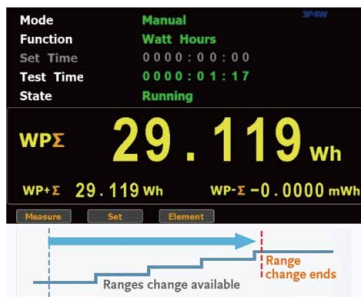 3P4W
Mode Manual
Function Watt Hours
Set Time 0000:00:00
Test Time 0000:01:17
State Running
WPΣ 29.119 Wh
WP+Σ 29.119 Wh WP-Σ -0.0000 mWh
Measure Set Element
Ranges change available
Range
change ends